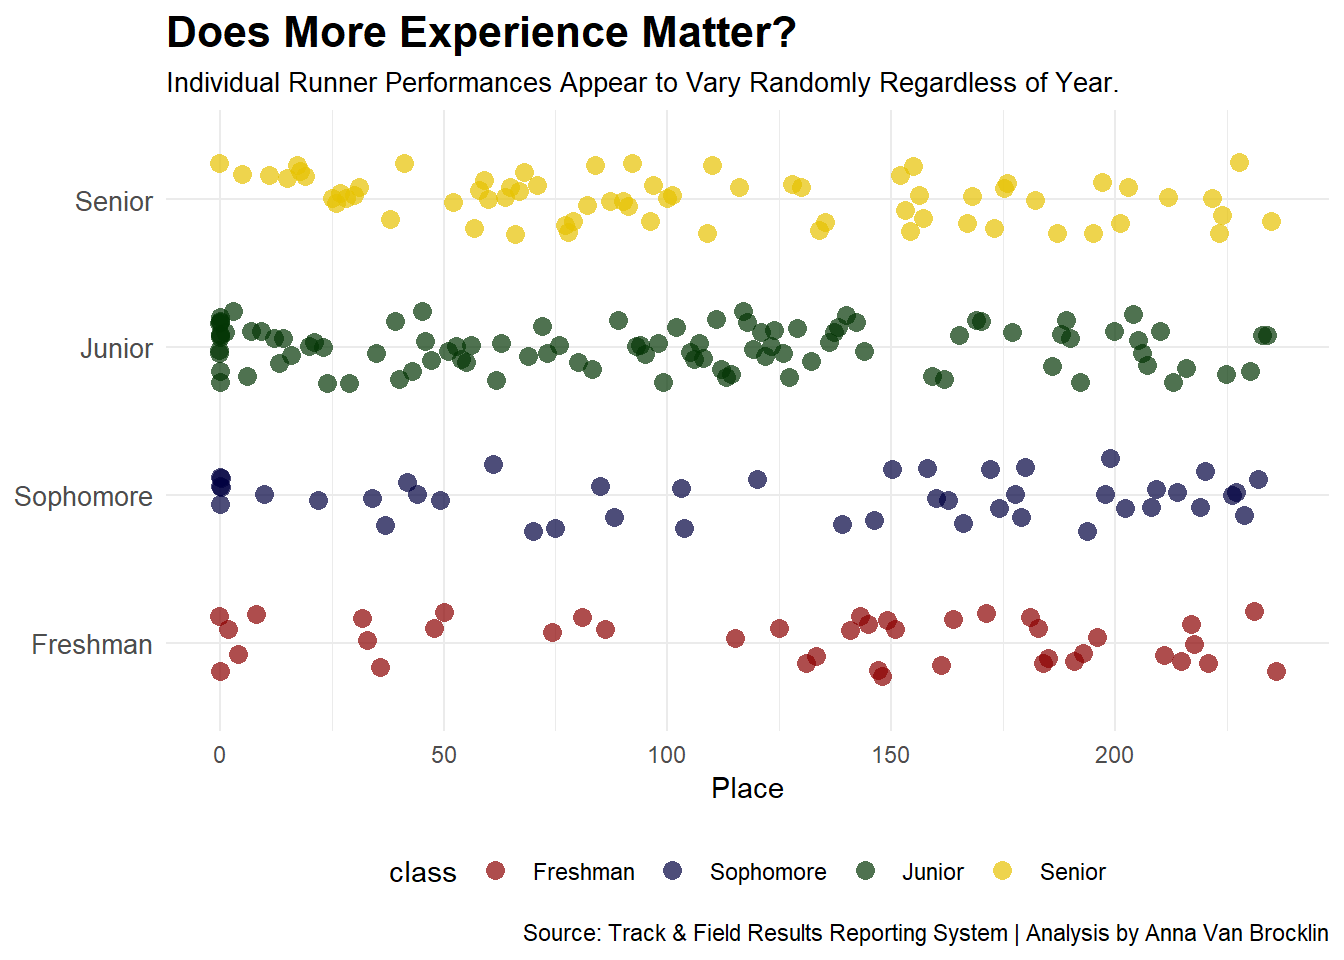 Does More Experience Matter?
Individual Runner Performances Appear to Vary Randomly Regardless of Year.
Senior
Junior
Sophomore
Freshman
0 50 100 150 200
Place
class Freshman Sophomore Junior Senior
Source: Track & Field Results Reporting System | Analysis by Anna Van Brocklin